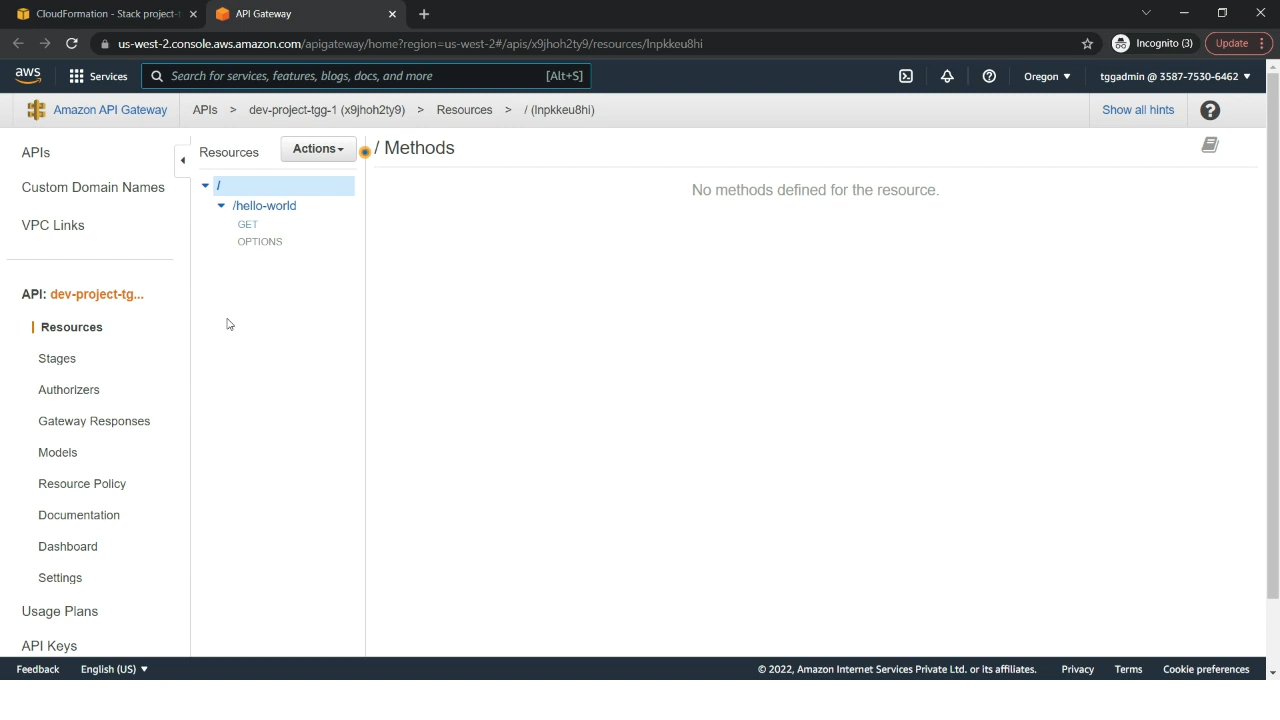 CloudFormation - Stack project-t
API Gateway
us-west-2.console.aws.amazon.com/apigateway/home?region=us-west-2#/apis/x9jhoh2ty9/resources/lnpkkeu8hi
Incognito (3)
Update
aws
Services
Search for services, features, blogs, docs, and more
[Alt+S]
Oregon
tggadmin @ 3587-7530-6462
Amazon API Gateway
APIs > dev-project-tgg-1 (x9jhoh2ty9) > Resources > / (lnpkkeu8hi)
Show all hints
APIs
Custom Domain Names
VPC Links
API: dev-project-tg...
Resources
Stages
Authorizers
Gateway Responses
Models
Resource Policy
Documentation
Dashboard
Settings
Usage Plans
API Keys
Resources
Actions
/
/hello-world
GET
OPTIONS
/ Methods
No methods defined for the resource.
Feedback
English (US)
© 2022, Amazon Internet Services Private Ltd. or its affiliates.
Privacy
Terms
Cookie preferences